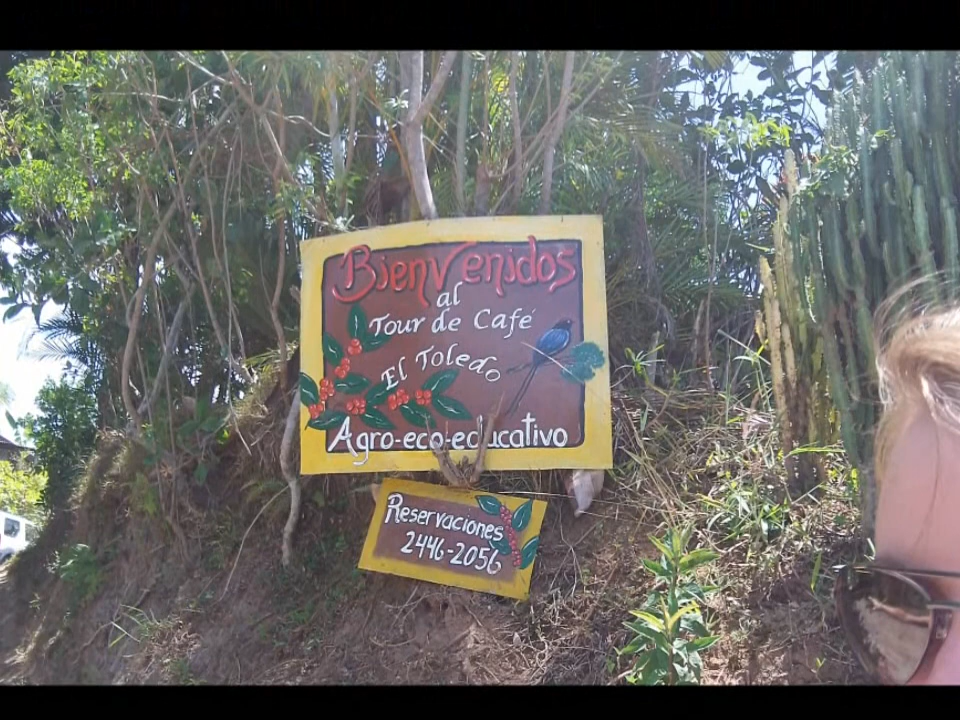 Bienvenidos
al
Tour de Café
El Toledo
Agro-eco-educativo
Reservaciones
2446-2056